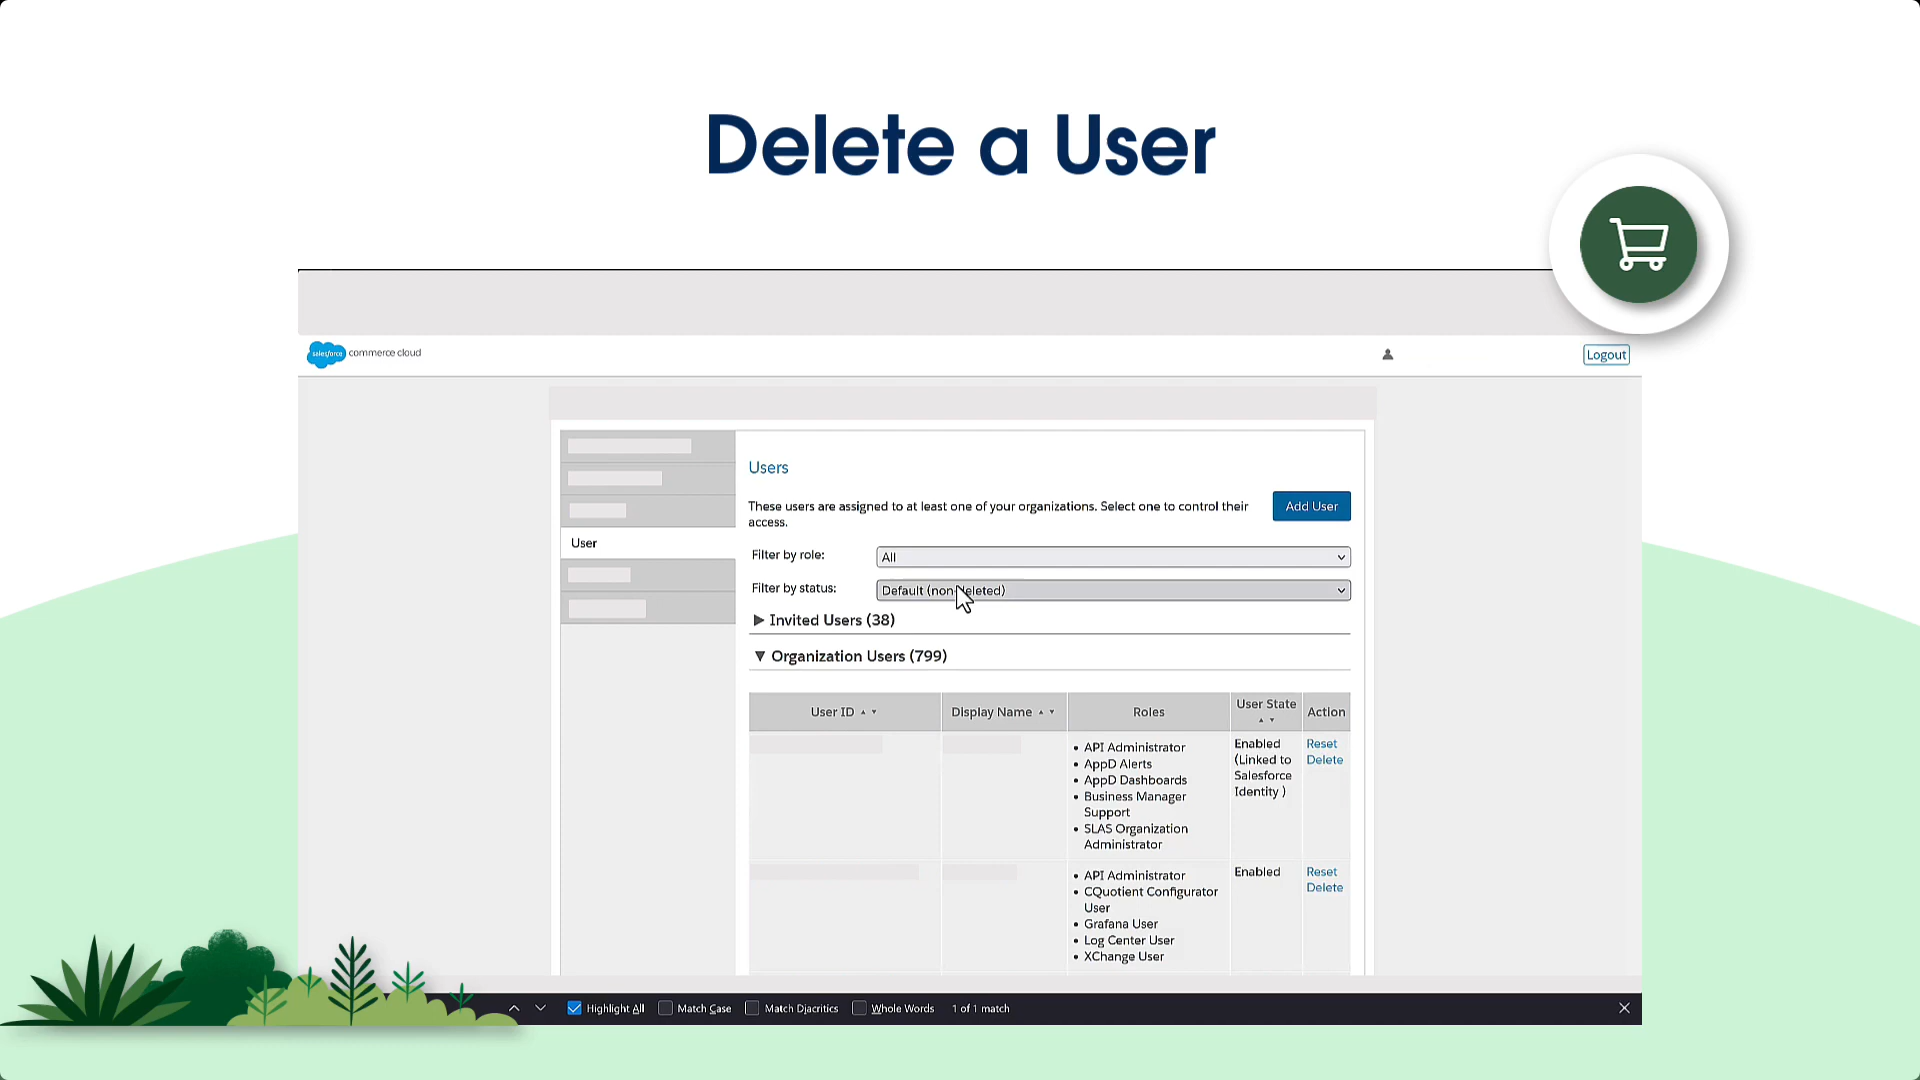 Delete a User
salesforce commerce cloud
Logout
Users
These users are assigned to at least one of your organizations. Select one to control their
access.
Add User
User
Filter by role:
All
Filter by status:
Default (non-deleted)
▶ Invited Users (38)
▼ Organization Users (799)
User ID
Display Name
Roles
User State
Action
• API Administrator
• AppD Alerts
• AppD Dashboards
• Business Manager
Support
• SLAS Organization
Administrator
Enabled
(Linked to
Salesforce
Identity )
Reset
Delete
• API Administrator
• CQuotient Configurator
User
• Grafana User
• Log Center User
• XChange User
Enabled
Reset
Delete
Highlight All
Match Case
Match Diacritics
Whole Words
1 of 1 match